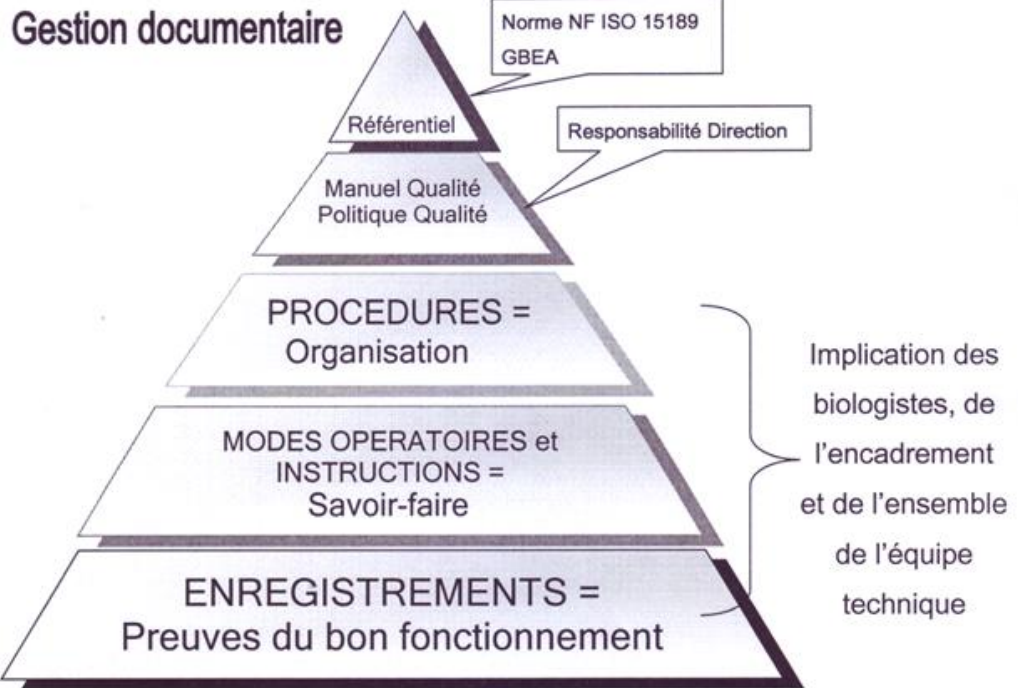 Gestion documentaire
Norme NF ISO 15189
GBEA
Référentiel
Responsabilité Direction
Manuel Qualité
Politique Qualité
PROCEDURES =
Organisation
MODES OPERATOIRES et
INSTRUCTIONS =
Savoir-faire
ENREGISTREMENTS =
Preuves du bon fonctionnement
Implication des
biologistes, de
l'encadrement
et de l'ensemble
de l'équipe
technique